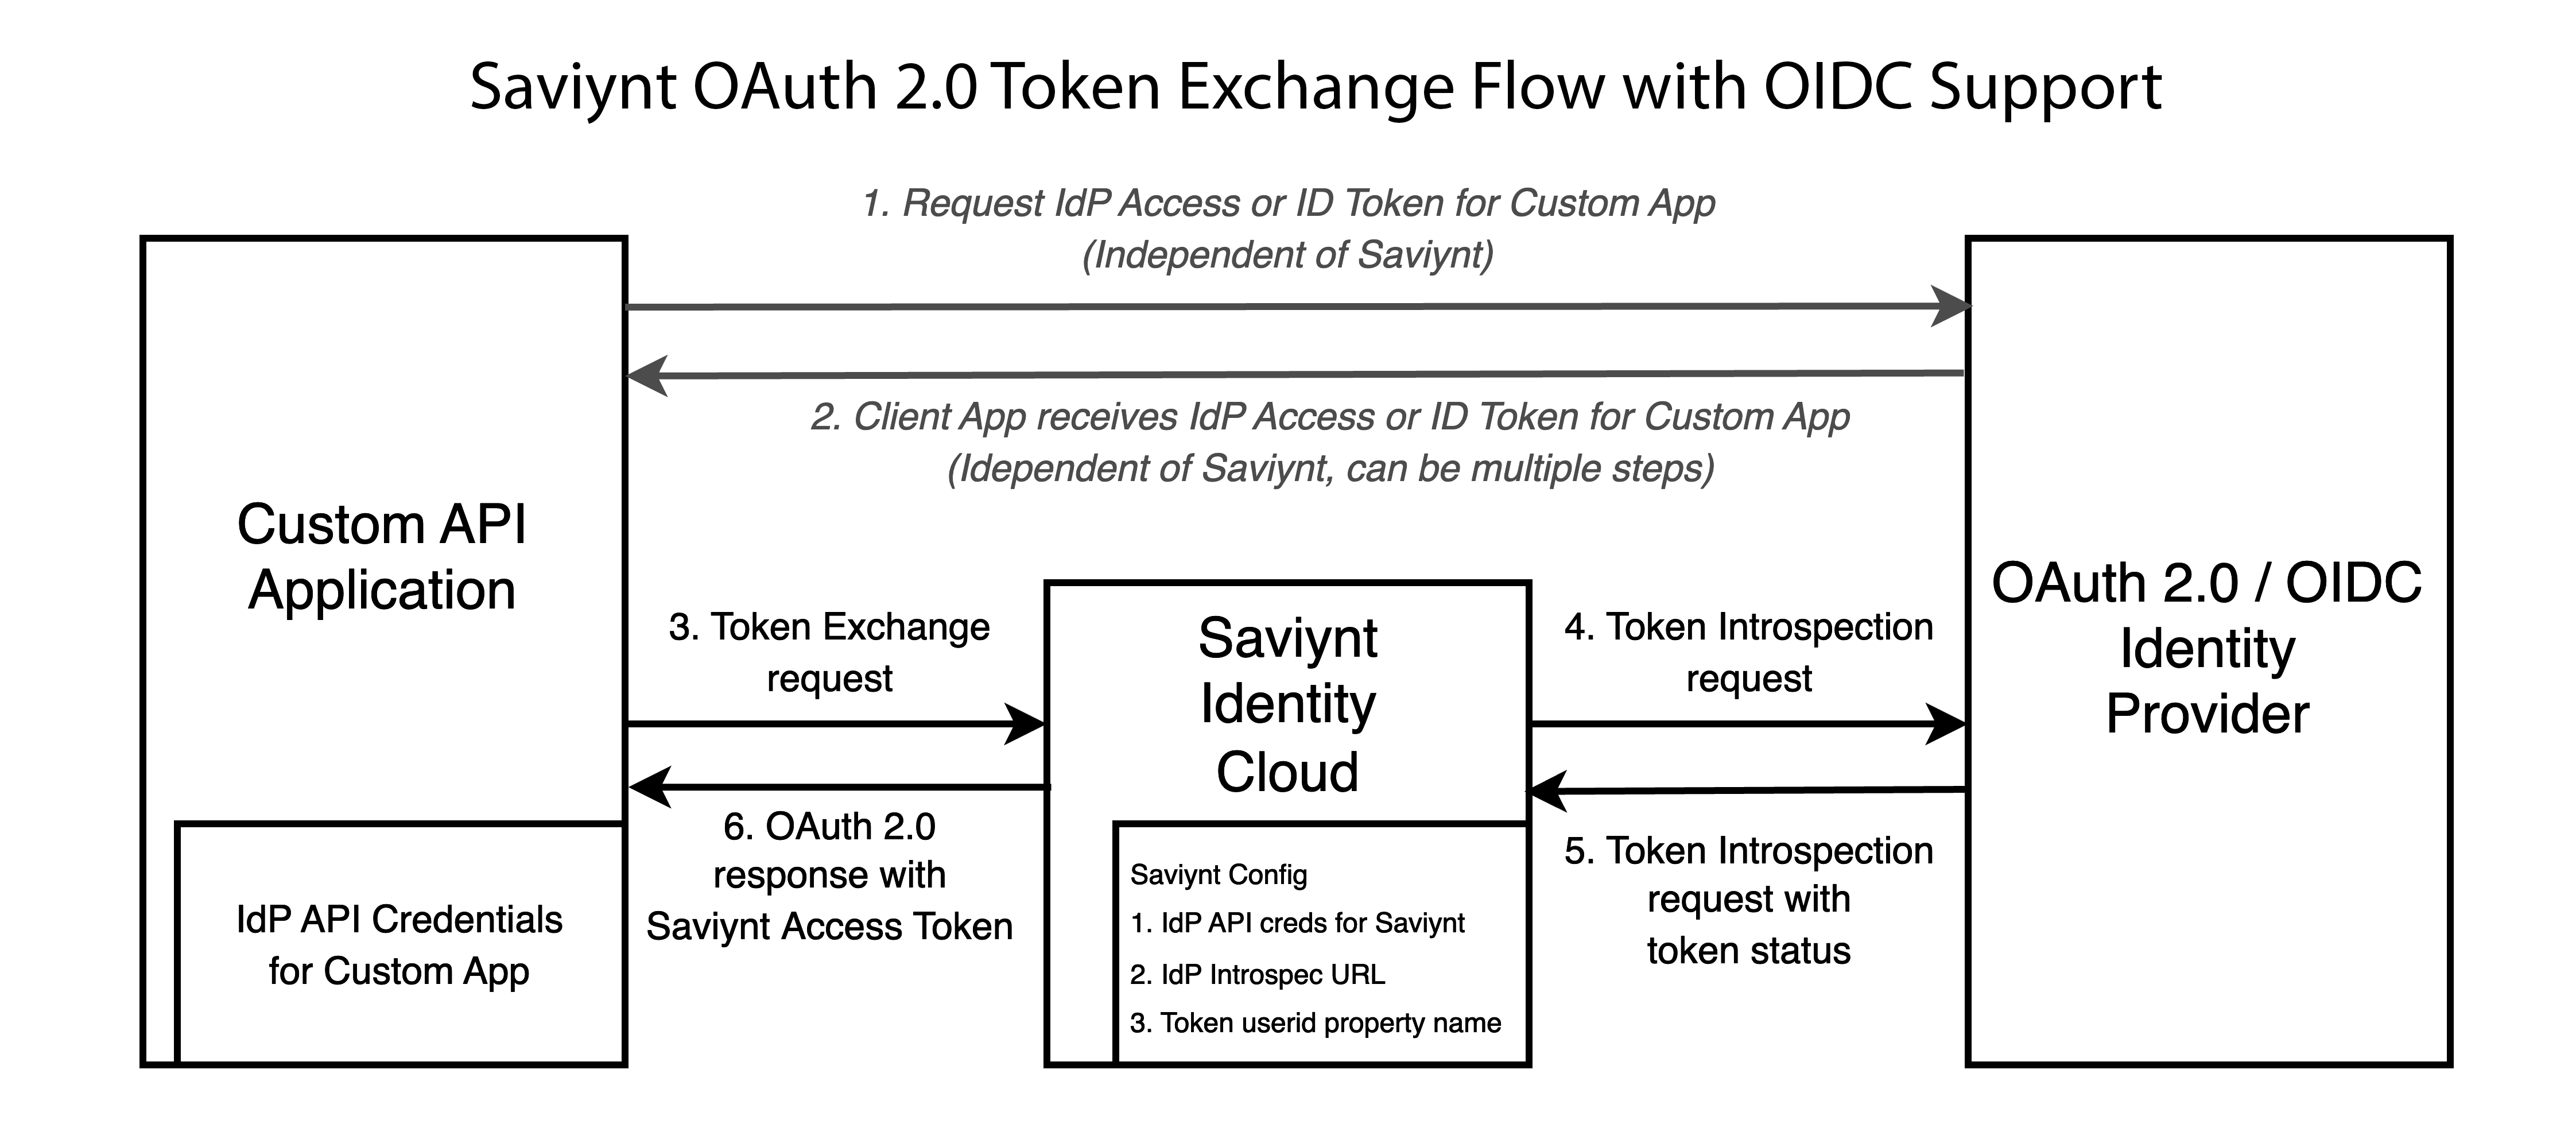 Saviynt OAuth 2.0 Token Exchange Flow with OIDC Support
1. Request IdP Access or ID Token for Custom App
(Independent of Saviynt)
2. Client App receives IdP Access or ID Token for Custom App
(Idependent of Saviynt, can be multiple steps)
Custom API
Application
IdP API Credentials
for Custom App
3. Token Exchange
request
6. OAuth 2.0
response with
Saviynt Access Token
Saviynt
Identity
Cloud
Saviynt Config
1. IdP API creds for Saviynt
2. IdP Introspec URL
3. Token userid property name
4. Token Introspection
request
5. Token Introspection
request with
token status
OAuth 2.0 / OIDC
Identity
Provider